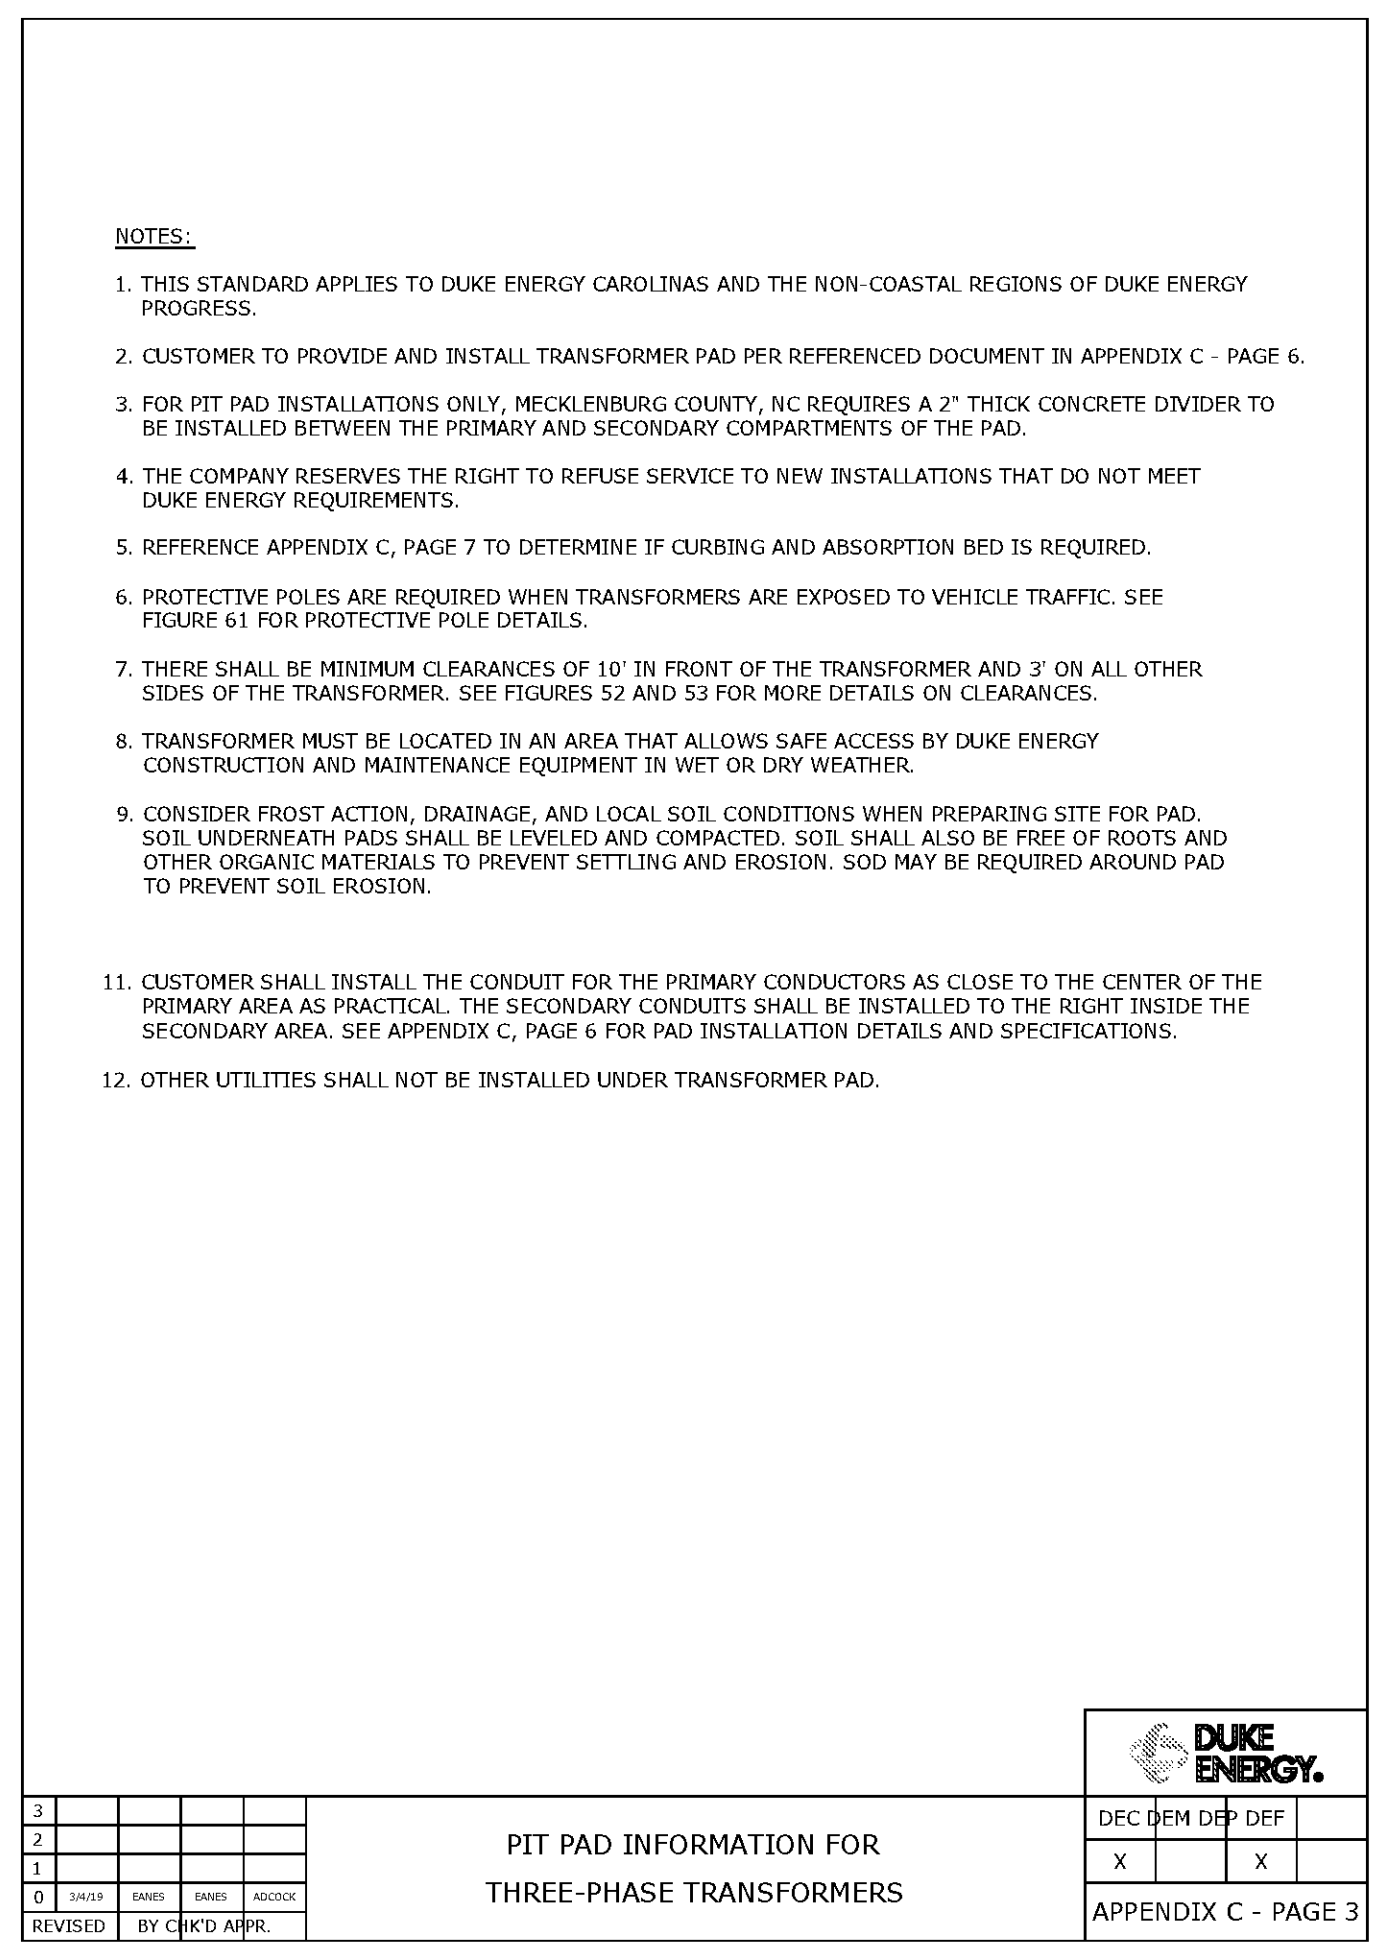 NOTES:
1. THIS STANDARD APPLIES TO DUKE ENERGY CAROLINAS AND THE NON-COASTAL REGIONS OF DUKE ENERGY
PROGRESS.
2. CUSTOMER TO PROVIDE AND INSTALL TRANSFORMER PAD PER REFERENCED DOCUMENT IN APPENDIX C - PAGE 6.
3. FOR PIT PAD INSTALLATIONS ONLY, MECKLENBURG COUNTY, NC REQUIRES A 2" THICK CONCRETE DIVIDER TO
BE INSTALLED BETWEEN THE PRIMARY AND SECONDARY COMPARTMENTS OF THE PAD.
4. THE COMPANY RESERVES THE RIGHT TO REFUSE SERVICE TO NEW INSTALLATIONS THAT DO NOT MEET
DUKE ENERGY REQUIREMENTS.
5. REFERENCE APPENDIX C, PAGE 7 TO DETERMINE IF CURBING AND ABSORPTION BED IS REQUIRED.
6. PROTECTIVE POLES ARE REQUIRED WHEN TRANSFORMERS ARE EXPOSED TO VEHICLE TRAFFIC. SEE
FIGURE 61 FOR PROTECTIVE POLE DETAILS.
7. THERE SHALL BE MINIMUM CLEARANCES OF 10' IN FRONT OF THE TRANSFORMER AND 3' ON ALL OTHER
SIDES OF THE TRANSFORMER. SEE FIGURES 52 AND 53 FOR MORE DETAILS ON CLEARANCES.
8. TRANSFORMER MUST BE LOCATED IN AN AREA THAT ALLOWS SAFE ACCESS BY DUKE ENERGY
CONSTRUCTION AND MAINTENANCE EQUIPMENT IN WET OR DRY WEATHER.
9. CONSIDER FROST ACTION, DRAINAGE, AND LOCAL SOIL CONDITIONS WHEN PREPARING SITE FOR PAD.
SOIL UNDERNEATH PADS SHALL BE LEVELED AND COMPACTED. SOIL SHALL ALSO BE FREE OF ROOTS AND
OTHER ORGANIC MATERIALS TO PREVENT SETTLING AND EROSION. SOD MAY BE REQUIRED AROUND PAD
TO PREVENT SOIL EROSION.
11. CUSTOMER SHALL INSTALL THE CONDUIT FOR THE PRIMARY CONDUCTORS AS CLOSE TO THE CENTER OF THE
PRIMARY AREA AS PRACTICAL. THE SECONDARY CONDUITS SHALL BE INSTALLED TO THE RIGHT INSIDE THE
SECONDARY AREA. SEE APPENDIX C, PAGE 6 FOR PAD INSTALLATION DETAILS AND SPECIFICATIONS.
12. OTHER UTILITIES SHALL NOT BE INSTALLED UNDER TRANSFORMER PAD.
3
2
1
0 3/4/19 EANES EANES ADCOCK
REVISED BY CHK'D APPR.
PIT PAD INFORMATION FOR
THREE-PHASE TRANSFORMERS
DUKE
ENERGY.
DEC DEM DEP DEF
X X
APPENDIX C - PAGE 3